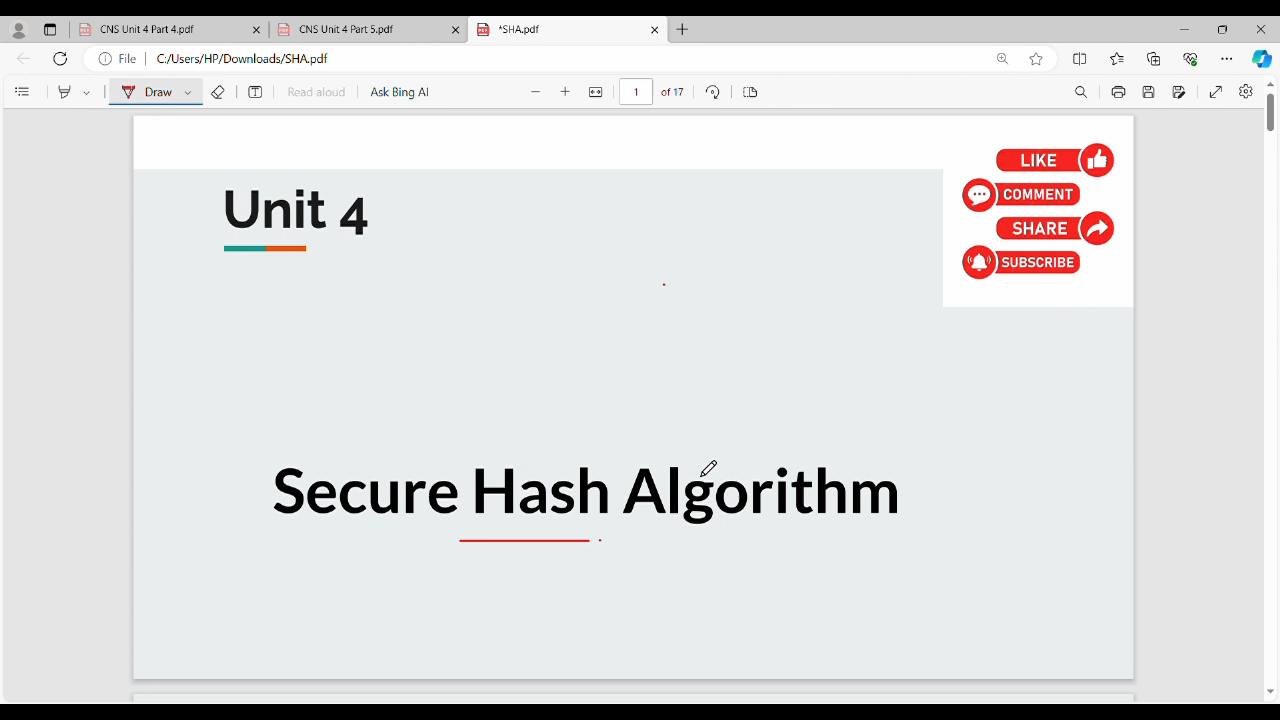 CNS Unit 4 Part 4.pdf
CNS Unit 4 Part 5.pdf
*SHA.pdf
File
C:/Users/HP/Downloads/SHA.pdf
Draw
Read aloud
Ask Bing AI
1
of 17
LIKE
COMMENT
SHARE
SUBSCRIBE
Unit 4
Secure Hash Algorithm